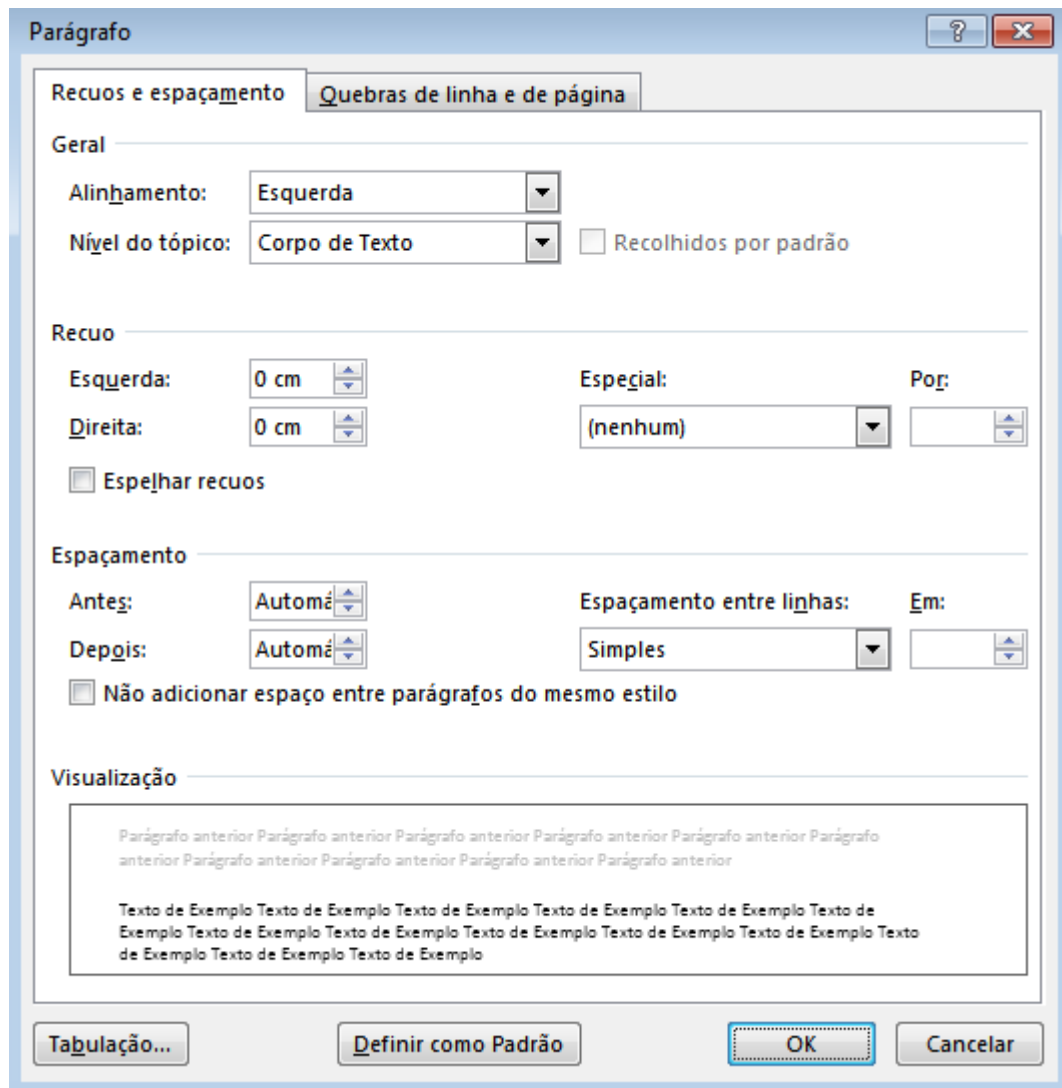 Parágrafo
Recuos e espaçamento Quebras de linha e de página
Geral
Alinhamento: Esquerda
Nível do tópico: Corpo de Texto Recolhidos por padrão
Recuo
Esquerda: 0 cm Especial: Por:
Direita: 0 cm (nenhum)
Espelhar recuos
Espaçamento
Antes: Automá Espaçamento entre linhas: Em:
Depois: Automá Simples
Não adicionar espaço entre parágrafos do mesmo estilo
Visualização
Parágrafo anterior Parágrafo anterior Parágrafo anterior Parágrafo anterior Parágrafo anterior Parágrafo
anterior Parágrafo anterior Parágrafo anterior Parágrafo anterior Parágrafo anterior
Texto de Exemplo Texto de Exemplo Texto de Exemplo Texto de Exemplo Texto de Exemplo Texto de
Exemplo Texto de Exemplo Texto de Exemplo Texto de Exemplo Texto de Exemplo Texto de Exemplo Texto
de Exemplo Texto de Exemplo Texto de Exemplo
Tabulação... Definir como Padrão OK Cancelar